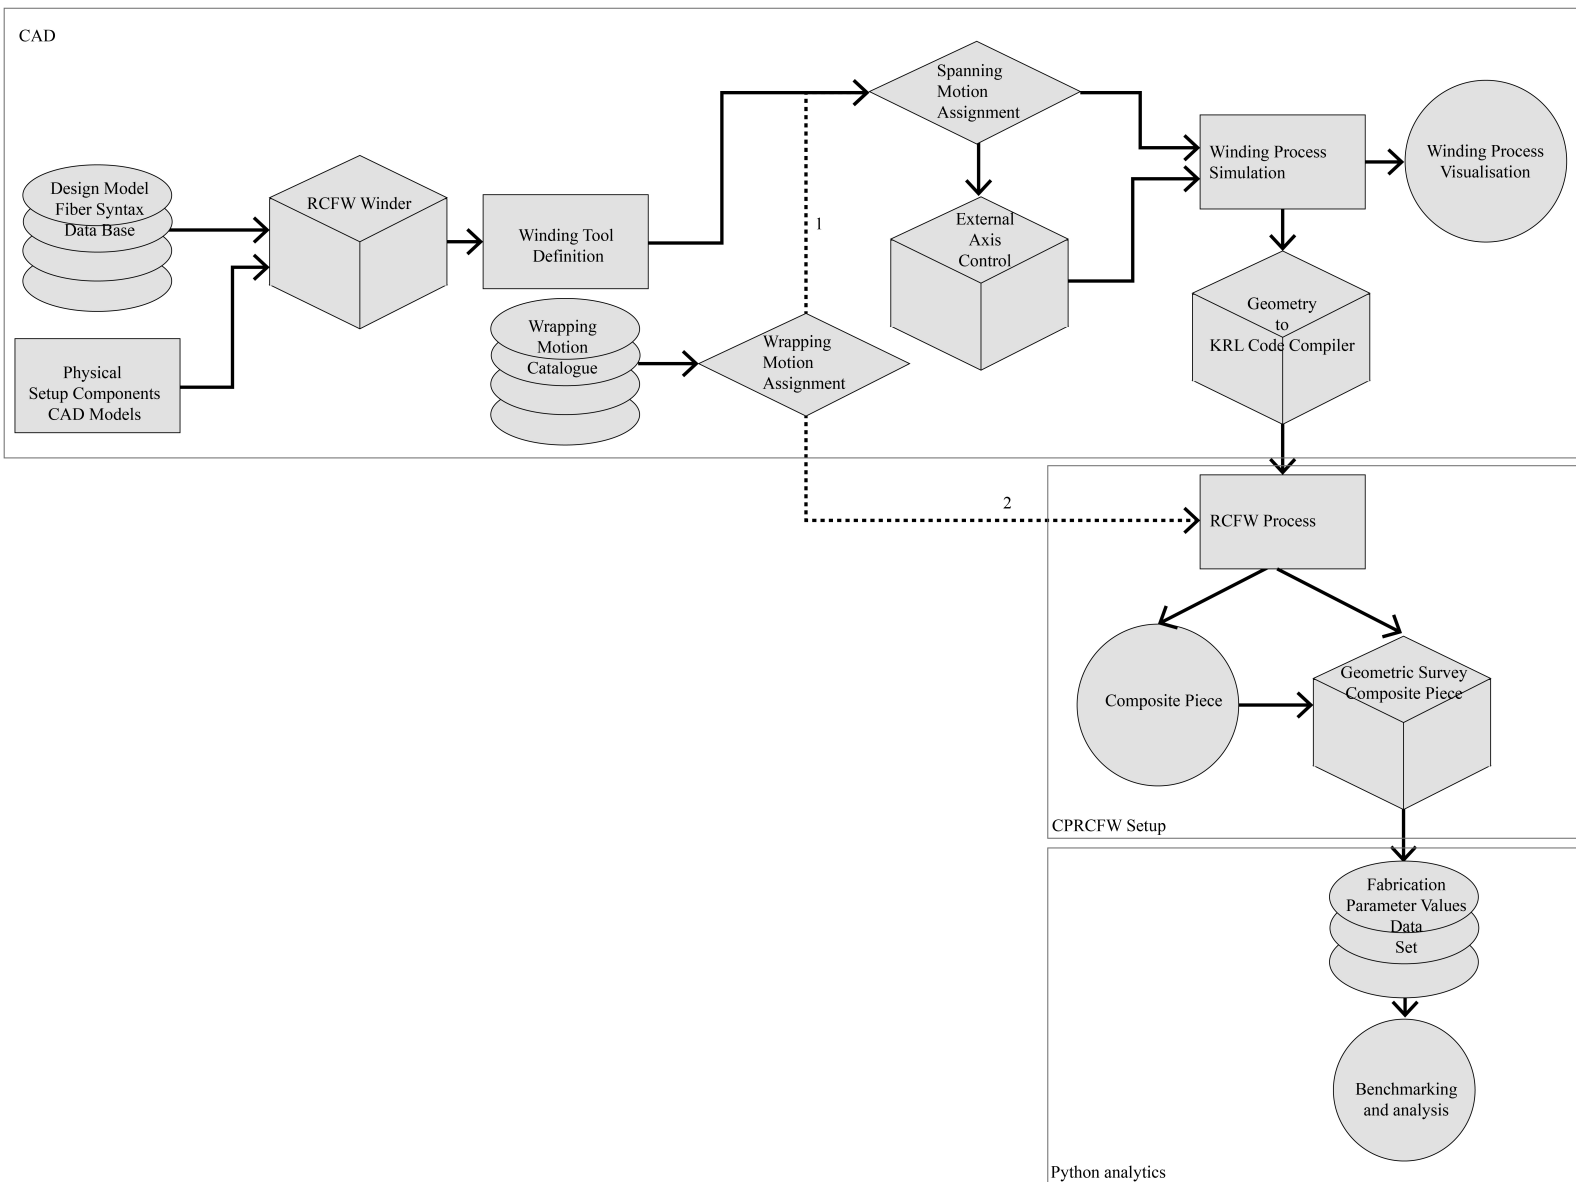 CAD
Design Model
Fiber Syntax
Data Base
Physical
Setup Components
CAD Models
RCFW Winder
Winding Tool
Definition
Wrapping
Motion
Catalogue
Wrapping
Motion
Assignment
1
2
Spanning
Motion
Assignment
External
Axis
Control
Winding Process
Simulation
Winding Process
Visualisation
Geometry
to
KRL Code Compiler
RCFW Process
Composite Piece
Geometric Survey
Composite Piece
CPRCFW Setup
Fabrication
Parameter Values
Data
Set
Benchmarking
and analysis
Python analytics